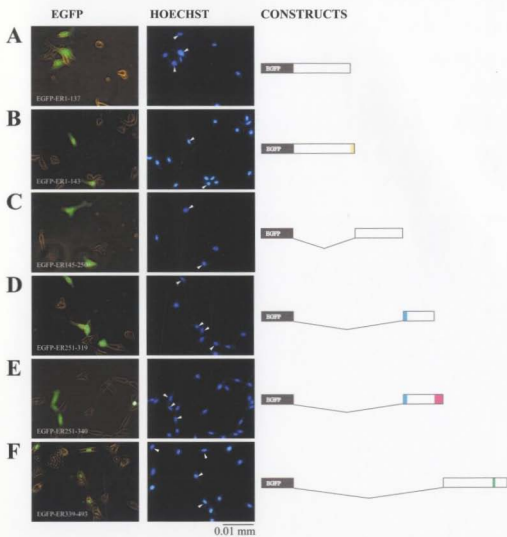 EGFP HOECHST CONSTRUCTS
A
EGFP-ER1-137
EGFP
B
EGFP-ER1-143
EGFP
C
EGFP-ER145-250
EGFP
D
EGFP-ER251-319
EGFP
E
EGFP-ER251-340
EGFP
F
EGFP-ER339-493
EGFP
0.01 mm